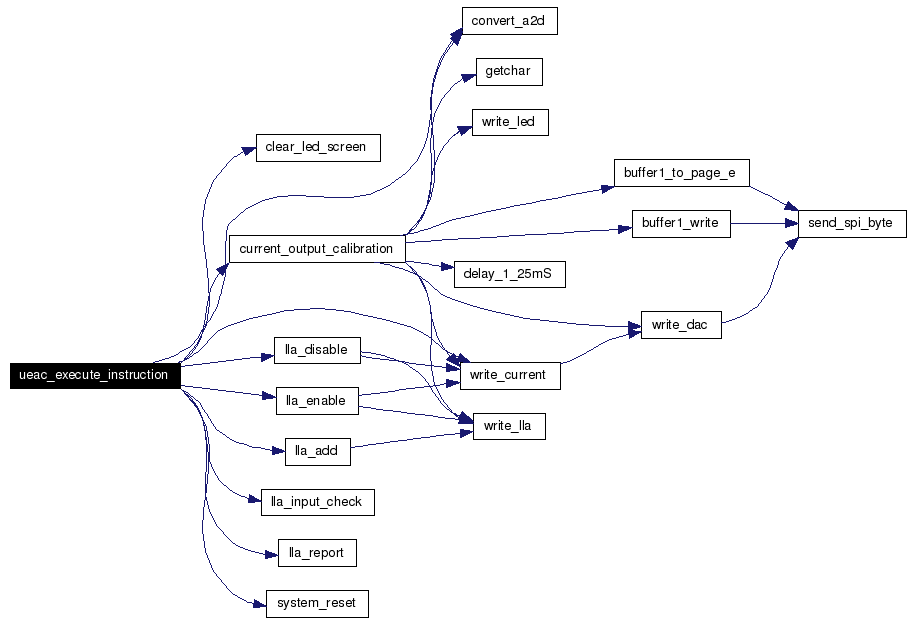 convert_a2d
getchar
write_led
clear_led_screen
buffer1_to_page_e
buffer1_write
send_spi_byte
current_output_calibration
delay_1_25mS
write_dac
lla_disable
ueac_execute_instruction
write_current
lla_enable
write_lla
lla_add
lla_input_check
lla_report
system_reset